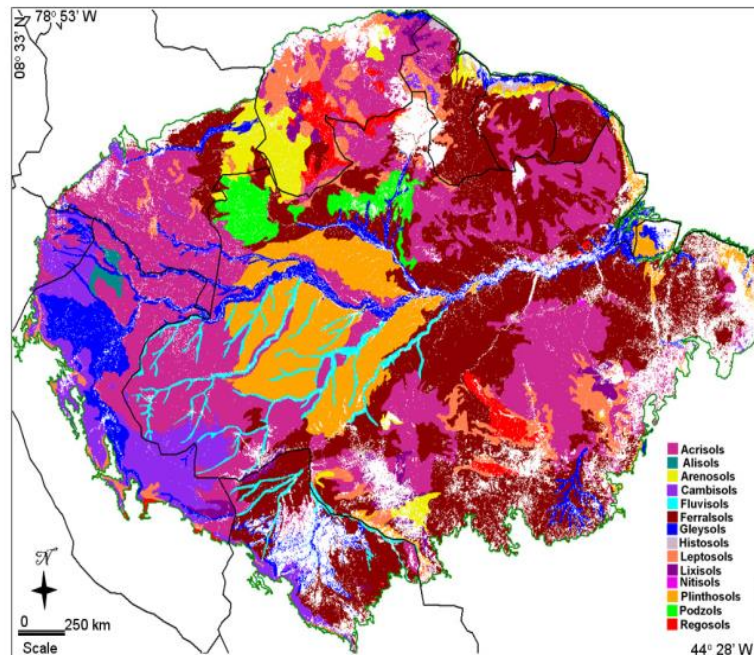 78° 53' W
08° 33' N
Acrisols
Alisols
Arenosols
Cambisols
Fluvisols
Ferralsols
Gleysols
Histosols
Leptosols
Lixisols
Nitisols
Plinthosols
Podzols
Regosols
N
0 250 km
Scale
44° 28' W